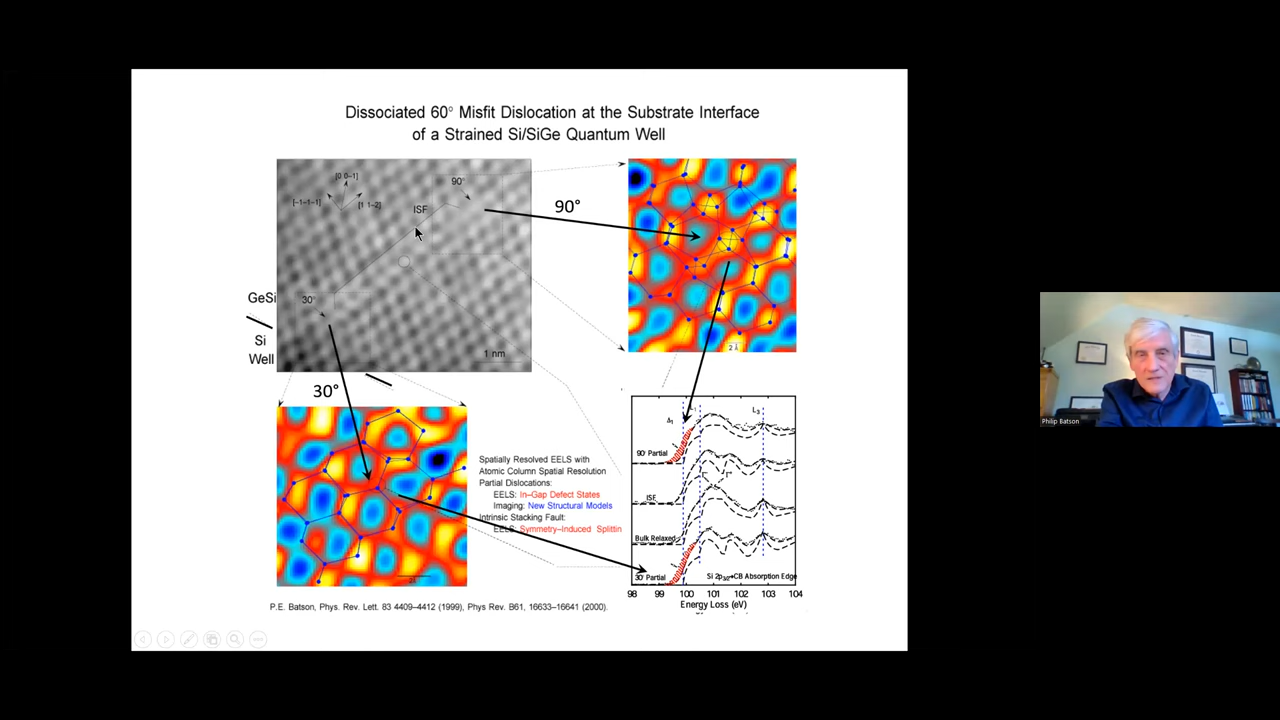 Dissociated 60° Misfit Dislocation at the Substrate Interface
of a Strained Si/SiGe Quantum Well
[0 0–1]
[–1–1–1]
[1 1–2]
90°
ISF
30°
1 nm
GeSi
Si
Well
90°
2 Å
30°
Spatially Resolved EELS with
Atomic Column Spatial Resolution
Partial Dislocations:
EELS: In–Gap Defect States
Imaging: New Structural Models
Intrinsic Stacking Fault:
EELS: Symmetry–Induced Splittin
Δ₁
L₃
90° Partial
ISF
Bulk Relaxed
30° Partial
Si 2p3/2→CB Absorption Edge
98 99 100 101 102 103 104
Energy Loss (eV)
P.E. Batson, Phys. Rev. Lett. 83 4409–4412 (1999), Phys Rev. B61, 16633–16641 (2000).
Philip Batson